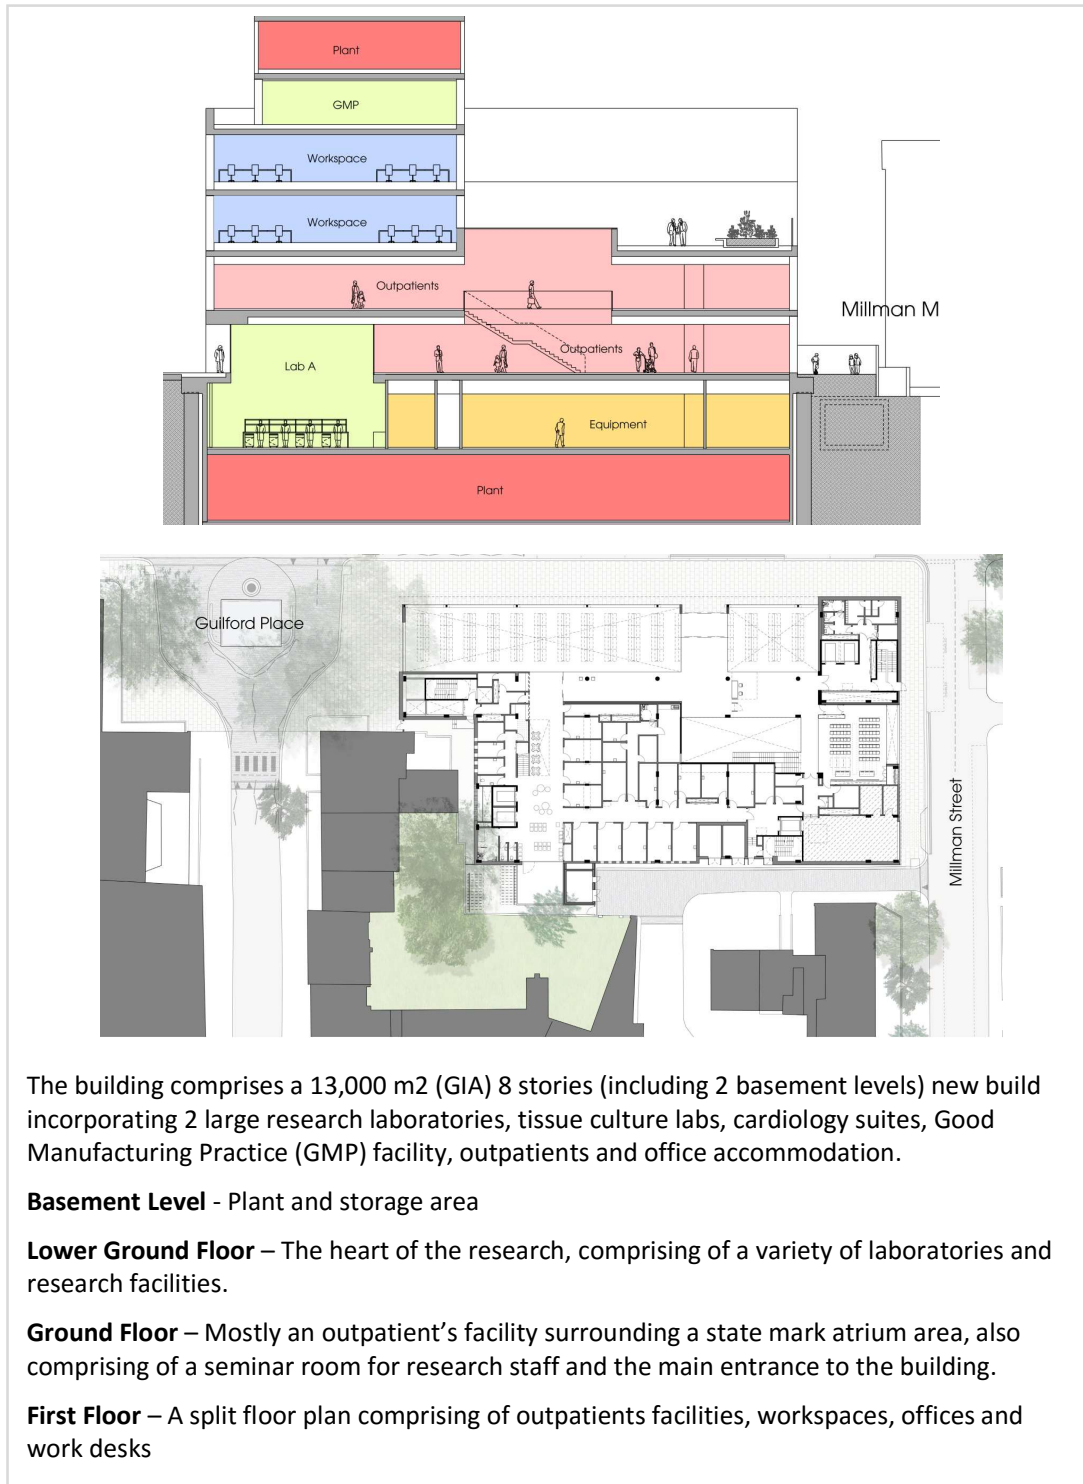 Plant
GMP
Workspace
Workspace
Outpatients
Millman M
Outpatients
Lab A
Equipment
Plant
Guilford Place
Millman Street
The building comprises a 13,000 m2 (GIA) 8 stories (including 2 basement levels) new build
incorporating 2 large research laboratories, tissue culture labs, cardiology suites, Good
Manufacturing Practice (GMP) facility, outpatients and office accommodation.
Basement Level - Plant and storage area
Lower Ground Floor – The heart of the research, comprising of a variety of laboratories and
research facilities.
Ground Floor – Mostly an outpatient’s facility surrounding a state mark atrium area, also
comprising of a seminar room for research staff and the main entrance to the building.
First Floor – A split floor plan comprising of outpatients facilities, workspaces, offices and
work desks